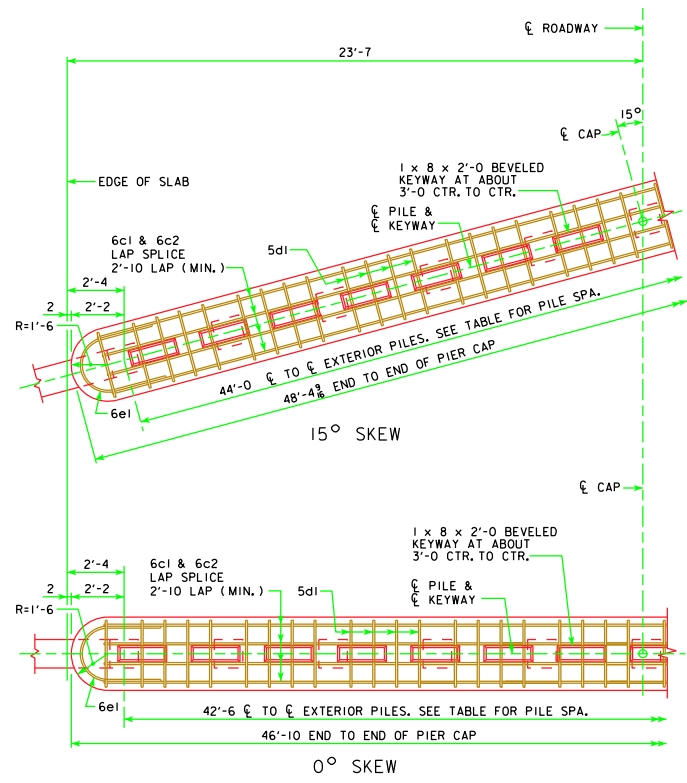 ℄ ROADWAY
23'-7
15°
℄ CAP
EDGE OF SLAB
1 x 8 x 2'-0 BEVELED
KEYWAY AT ABOUT
3'-0 CTR. TO CTR.
℄ PILE &
℄ KEYWAY
6c1 & 6c2
LAP SPLICE
2'-10 LAP (MIN.)
5d1
2'-4
2
2'-2
R=1'-6
44'-0 ℄ TO ℄ EXTERIOR PILES. SEE TABLE FOR PILE SPA.
48'-4 9/16 END TO END OF PIER CAP
6e1
15° SKEW
℄ CAP
1 x 8 x 2'-0 BEVELED
KEYWAY AT ABOUT
3'-0 CTR. TO CTR.
6c1 & 6c2
LAP SPLICE
2'-10 LAP (MIN.)
5d1
℄ PILE &
℄ KEYWAY
2'-4
2
2'-2
R=1'-6
6e1
42'-6 ℄ TO ℄ EXTERIOR PILES. SEE TABLE FOR PILE SPA.
46'-10 END TO END OF PIER CAP
0° SKEW